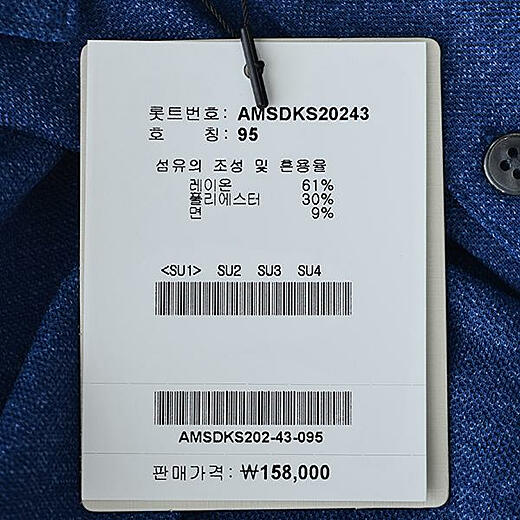 롯트번호: AMSDKS20243
호 칭: 95
섬유의 조성 및 혼용율
레이온 61%
폴리에스터 30%
면 9%
<SU1> SU2 SU3 SU4
AMSDKS202-43-095
판매가격: ₩158,000